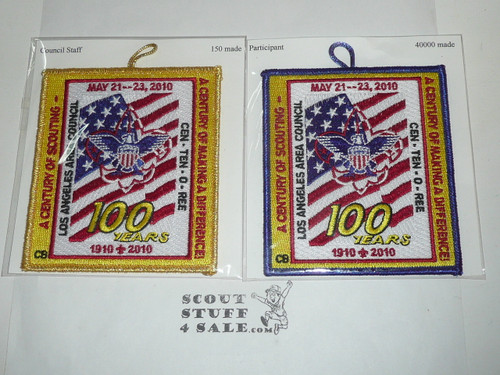 Council Staff 150 made
MAY 21--23, 2010
A CENTURY OF SCOUTING -
LOS ANGELES AREA COUNCIL
CEN-TEN-O-REE
A CENTURY OF MAKING A DIFFERENCE!
100
YEARS
1910 2010
CB
Participant 40000 made
MAY 21--23, 2010
A CENTURY OF SCOUTING -
LOS ANGELES AREA COUNCIL
CEN-TEN-O-REE
A CENTURY OF MAKING A DIFFERENCE!
100
YEARS
1910 2010
CB
SCOUT
STUFF
4 SALE.com